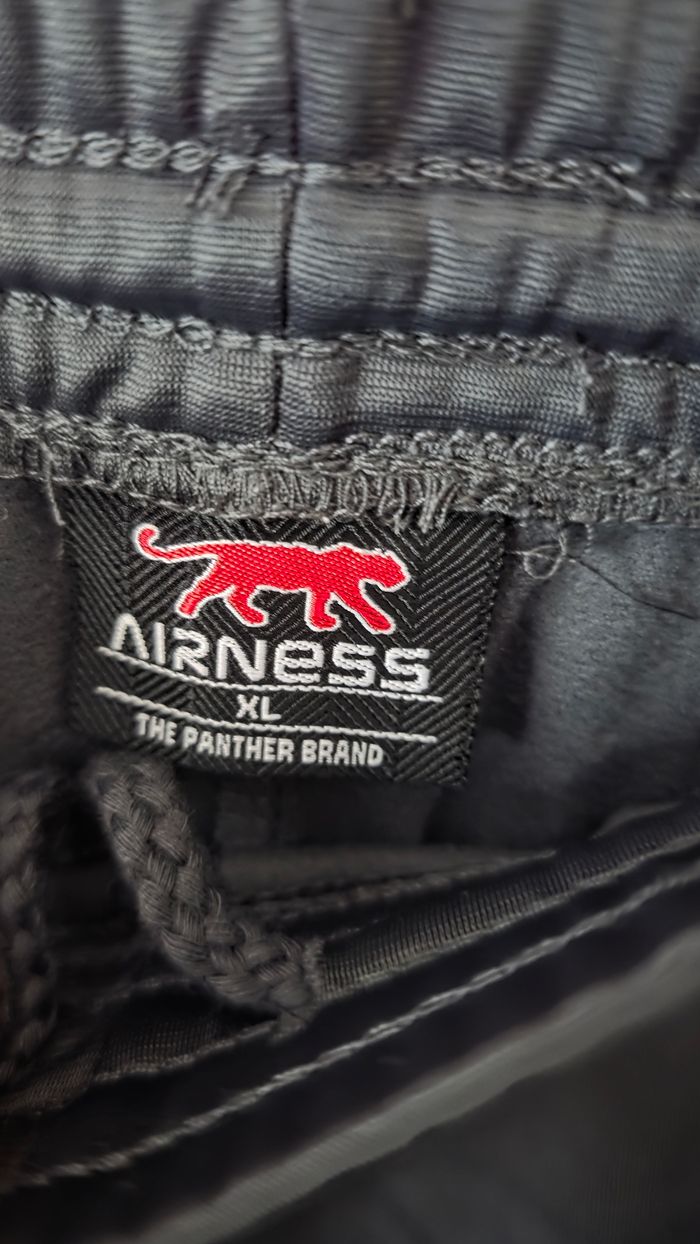 AIRNess
XL
THE PANTHER BRAND